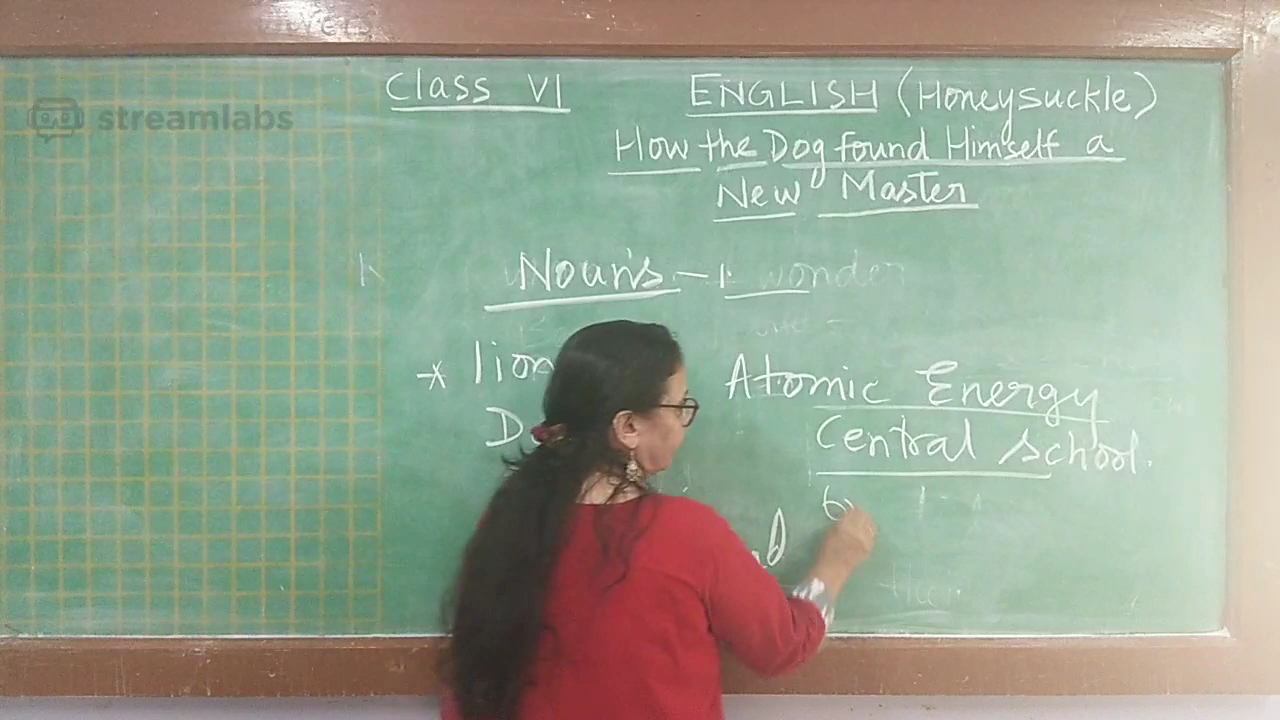 streamlabs
Class VI
ENGLISH (Honeysuckle)
How the Dog found Himself a
New Master
Nouns - 1
wonder
* lion
Atomic Energy
Central School.